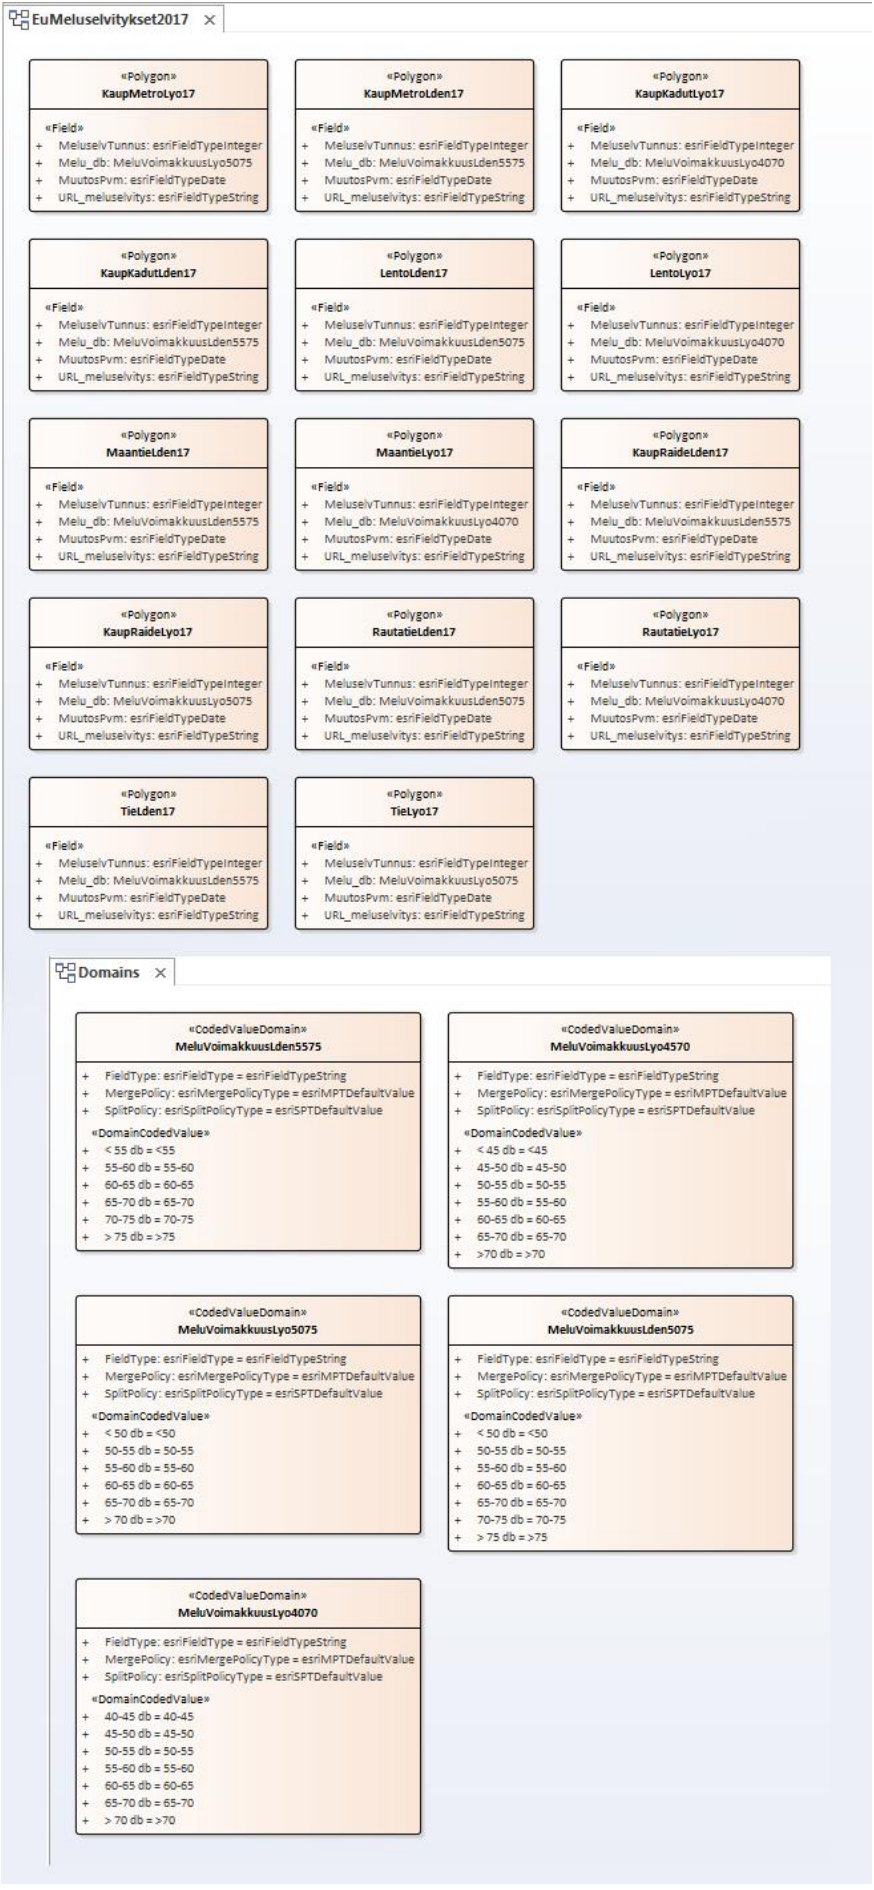 EuMeluselvitykset2017 ×
«Polygon»
KaupMetroLyo17
«Field»
+ MeluselvTunnus: esriFieldTypeInteger
+ Melu_db: MeluVoimakkuusLyo5075
+ MuutosPvm: esriFieldTypeDate
+ URL_meluselvitys: esriFieldTypeString
«Polygon»
KaupMetroLden17
«Field»
+ MeluselvTunnus: esriFieldTypeInteger
+ Melu_db: MeluVoimakkuusLden5575
+ MuutosPvm: esriFieldTypeDate
+ URL_meluselvitys: esriFieldTypeString
«Polygon»
KaupKadutLyo17
«Field»
+ MeluselvTunnus: esriFieldTypeInteger
+ Melu_db: MeluVoimakkuusLyo4070
+ MuutosPvm: esriFieldTypeDate
+ URL_meluselvitys: esriFieldTypeString
«Polygon»
KaupKadutLden17
«Field»
+ MeluselvTunnus: esriFieldTypeInteger
+ Melu_db: MeluVoimakkuusLden5575
+ MuutosPvm: esriFieldTypeDate
+ URL_meluselvitys: esriFieldTypeString
«Polygon»
LentoLden17
«Field»
+ MeluselvTunnus: esriFieldTypeInteger
+ Melu_db: MeluVoimakkuusLden5075
+ MuutosPvm: esriFieldTypeDate
+ URL_meluselvitys: esriFieldTypeString
«Polygon»
LentoLyo17
«Field»
+ MeluselvTunnus: esriFieldTypeInteger
+ Melu_db: MeluVoimakkuusLyo4070
+ MuutosPvm: esriFieldTypeDate
+ URL_meluselvitys: esriFieldTypeString
«Polygon»
MaantieLden17
«Field»
+ MeluselvTunnus: esriFieldTypeInteger
+ Melu_db: MeluVoimakkuusLden5575
+ MuutosPvm: esriFieldTypeDate
+ URL_meluselvitys: esriFieldTypeString
«Polygon»
MaantieLyo17
«Field»
+ MeluselvTunnus: esriFieldTypeInteger
+ Melu_db: MeluVoimakkuusLyo4070
+ MuutosPvm: esriFieldTypeDate
+ URL_meluselvitys: esriFieldTypeString
«Polygon»
KaupRaideLden17
«Field»
+ MeluselvTunnus: esriFieldTypeInteger
+ Melu_db: MeluVoimakkuusLden5575
+ MuutosPvm: esriFieldTypeDate
+ URL_meluselvitys: esriFieldTypeString
«Polygon»
KaupRaideLyo17
«Field»
+ MeluselvTunnus: esriFieldTypeInteger
+ Melu_db: MeluVoimakkuusLyo5075
+ MuutosPvm: esriFieldTypeDate
+ URL_meluselvitys: esriFieldTypeString
«Polygon»
RautatieLden17
«Field»
+ MeluselvTunnus: esriFieldTypeInteger
+ Melu_db: MeluVoimakkuusLden5075
+ MuutosPvm: esriFieldTypeDate
+ URL_meluselvitys: esriFieldTypeString
«Polygon»
RautatieLyo17
«Field»
+ MeluselvTunnus: esriFieldTypeInteger
+ Melu_db: MeluVoimakkuusLyo4070
+ MuutosPvm: esriFieldTypeDate
+ URL_meluselvitys: esriFieldTypeString
«Polygon»
TieLden17
«Field»
+ MeluselvTunnus: esriFieldTypeInteger
+ Melu_db: MeluVoimakkuusLden5575
+ MuutosPvm: esriFieldTypeDate
+ URL_meluselvitys: esriFieldTypeString
«Polygon»
TieLyo17
«Field»
+ MeluselvTunnus: esriFieldTypeInteger
+ Melu_db: MeluVoimakkuusLyo5075
+ MuutosPvm: esriFieldTypeDate
+ URL_meluselvitys: esriFieldTypeString
Domains ×
«CodedValueDomain»
MeluVoimakkuusLden5575
+ FieldType: esriFieldType = esriFieldTypeString
+ MergePolicy: esriMergePolicyType = esriMPTDefaultValue
+ SplitPolicy: esriSplitPolicyType = esriSPTDefaultValue
«DomainCodedValue»
+ < 55 db = <55
+ 55-60 db = 55-60
+ 60-65 db = 60-65
+ 65-70 db = 65-70
+ 70-75 db = 70-75
+ > 75 db = >75
«CodedValueDomain»
MeluVoimakkuusLyo4570
+ FieldType: esriFieldType = esriFieldTypeString
+ MergePolicy: esriMergePolicyType = esriMPTDefaultValue
+ SplitPolicy: esriSplitPolicyType = esriSPTDefaultValue
«DomainCodedValue»
+ < 45 db = <45
+ 45-50 db = 45-50
+ 50-55 db = 50-55
+ 55-60 db = 55-60
+ 60-65 db = 60-65
+ 65-70 db = 65-70
+ >70 db = >70
«CodedValueDomain»
MeluVoimakkuusLyo5075
+ FieldType: esriFieldType = esriFieldTypeString
+ MergePolicy: esriMergePolicyType = esriMPTDefaultValue
+ SplitPolicy: esriSplitPolicyType = esriSPTDefaultValue
«DomainCodedValue»
+ < 50 db = <50
+ 50-55 db = 50-55
+ 55-60 db = 55-60
+ 60-65 db = 60-65
+ 65-70 db = 65-70
+ > 70 db = >70
«CodedValueDomain»
MeluVoimakkuusLden5075
+ FieldType: esriFieldType = esriFieldTypeString
+ MergePolicy: esriMergePolicyType = esriMPTDefaultValue
+ SplitPolicy: esriSplitPolicyType = esriSPTDefaultValue
«DomainCodedValue»
+ < 50 db = <50
+ 50-55 db = 50-55
+ 55-60 db = 55-60
+ 60-65 db = 60-65
+ 65-70 db = 65-70
+ 70-75 db = 70-75
+ > 75 db = >75
«CodedValueDomain»
MeluVoimakkuusLyo4070
+ FieldType: esriFieldType = esriFieldTypeString
+ MergePolicy: esriMergePolicyType = esriMPTDefaultValue
+ SplitPolicy: esriSplitPolicyType = esriSPTDefaultValue
«DomainCodedValue»
+ 40-45 db = 40-45
+ 45-50 db = 45-50
+ 50-55 db = 50-55
+ 55-60 db = 55-60
+ 60-65 db = 60-65
+ 65-70 db = 65-70
+ > 70 db = >70